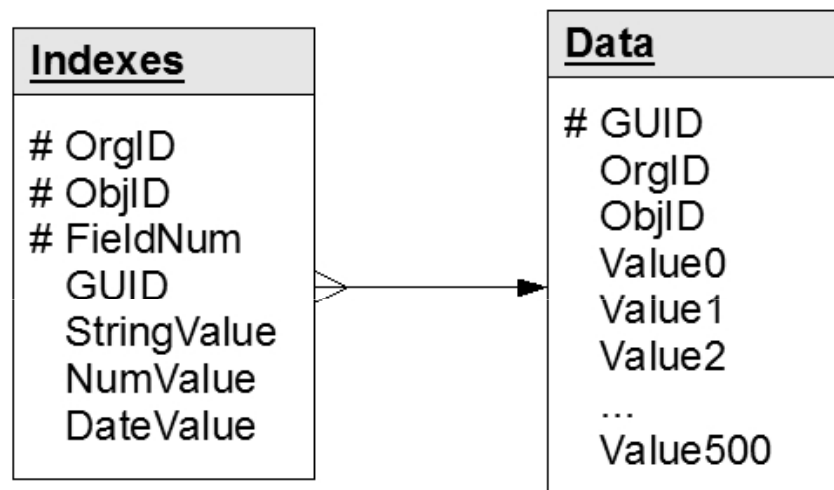 Indexes
# OrgID
# ObjID
# FieldNum
GUID
StringValue
NumValue
DateValue
Data
# GUID
OrgID
ObjID
Value0
Value1
Value2
...
Value500